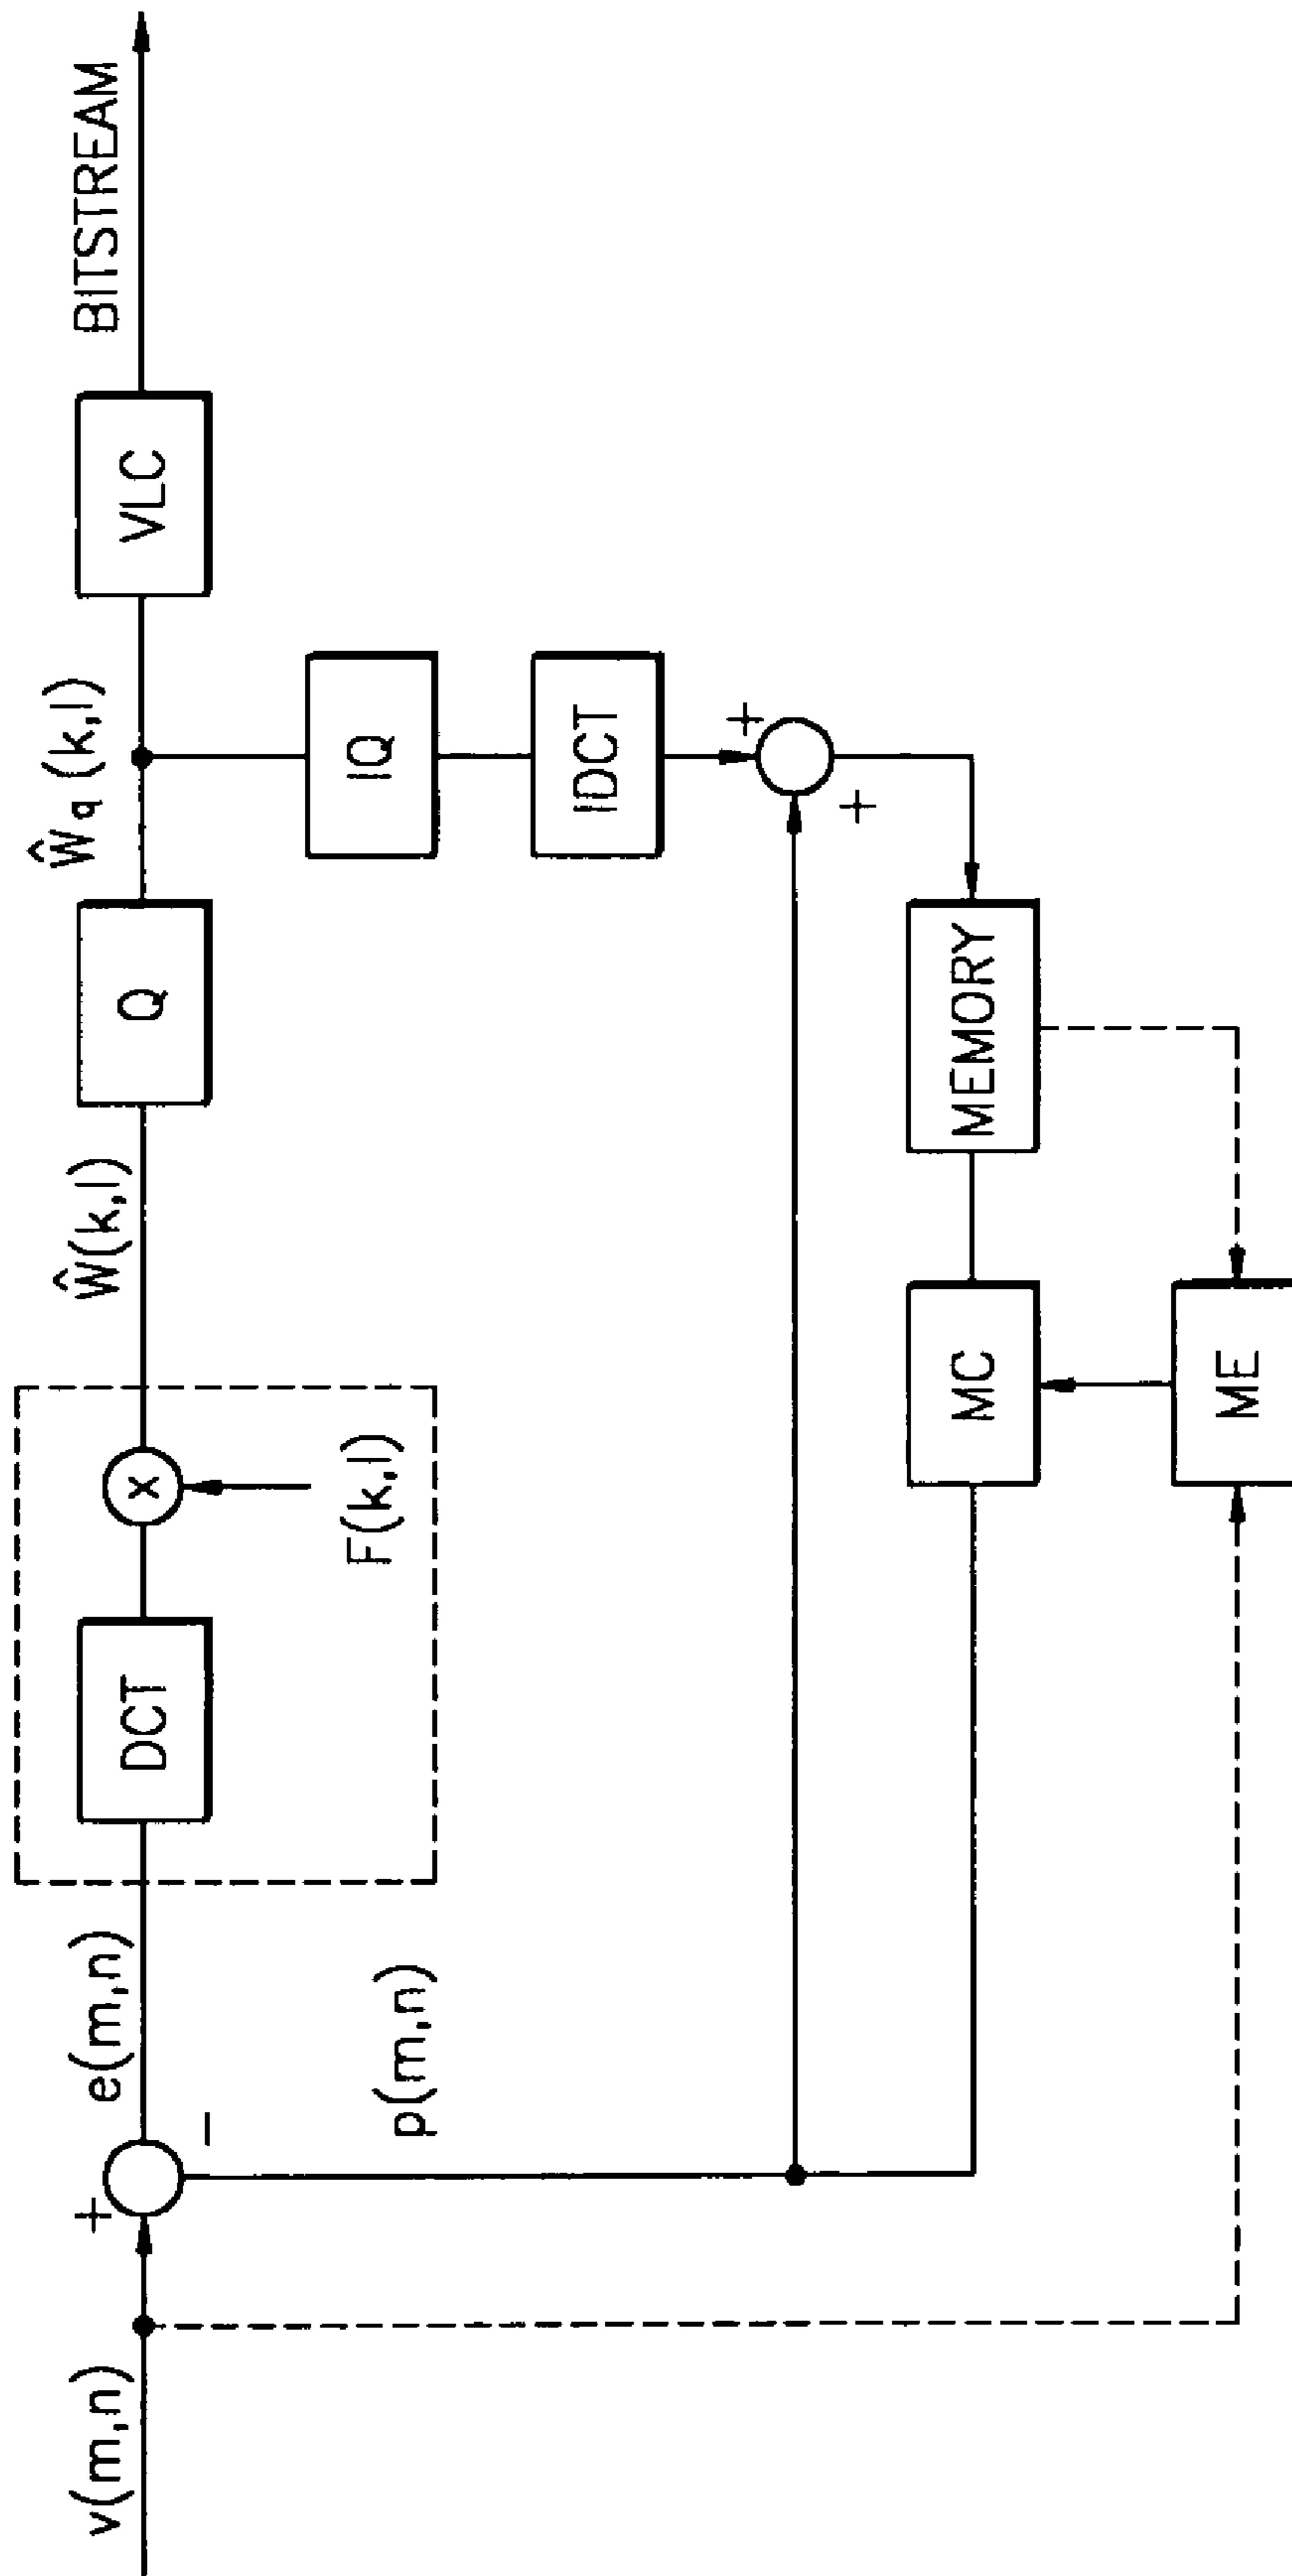 v(m,n)
+
−
e(m,n)
DCT
x
F(k,l)
Ŵ(k,l)
Q
Ŵq(k,l)
VLC
BITSTREAM
IQ
IDCT
+
+
p(m,n)
MC
MEMORY
ME